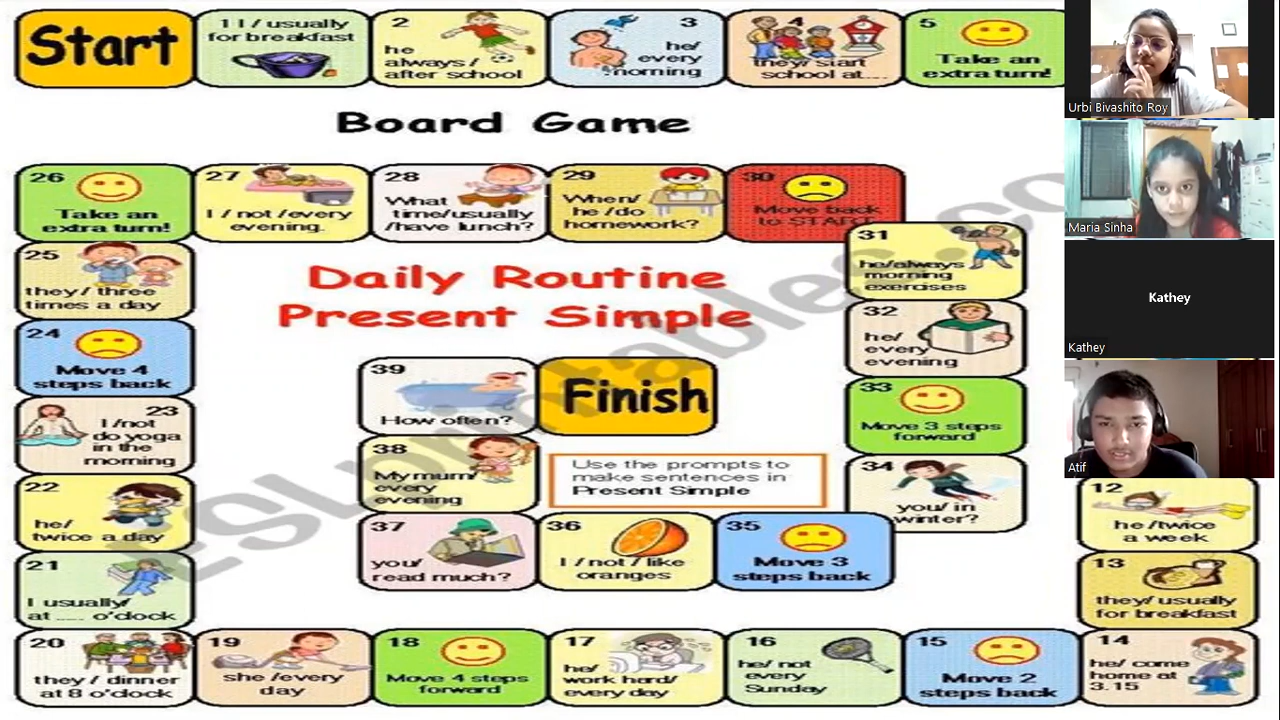 Start
1 I / usually
for breakfast
2
he
always /
after school
3
he/
every
morning
4
they/ start
school at....
5
Take an
extra turn!
Urbi Bivashito Roy
Board Game
26
Take an
extra turn!
27
I / not /every
evening.
28
What
time/usually
/have lunch?
29
When/
he /do
homework?
30
Move back
to START!
Maria Sinha
31
he/always
morning
exercises
25
they / three
times a day
Daily Routine
Present Simple
Kathey
Kathey
32
he/
every
evening
24
Move 4
steps back
39
How often?
Finish
33
Move 3 steps
forward
Atif
23
I /not
do yoga
in the
morning
38
My mum/
every
evening
Use the prompts to
make sentences in
Present Simple
34
you/ in
winter?
12
he /twice
a week
22
he/
twice a day
37
you/
read much?
36
I / not / like
oranges
35
Move 3
steps back
13
they/ usually
for breakfast
21
I usually/
at ..... o'clock
20
they / dinner
at 8 o'clock
19
she /every
day
18
Move 4 steps
forward
17
he/
work hard/
every day
16
he/ not
every
Sunday
15
Move 2
steps back
14
he/ come
home at
3.15